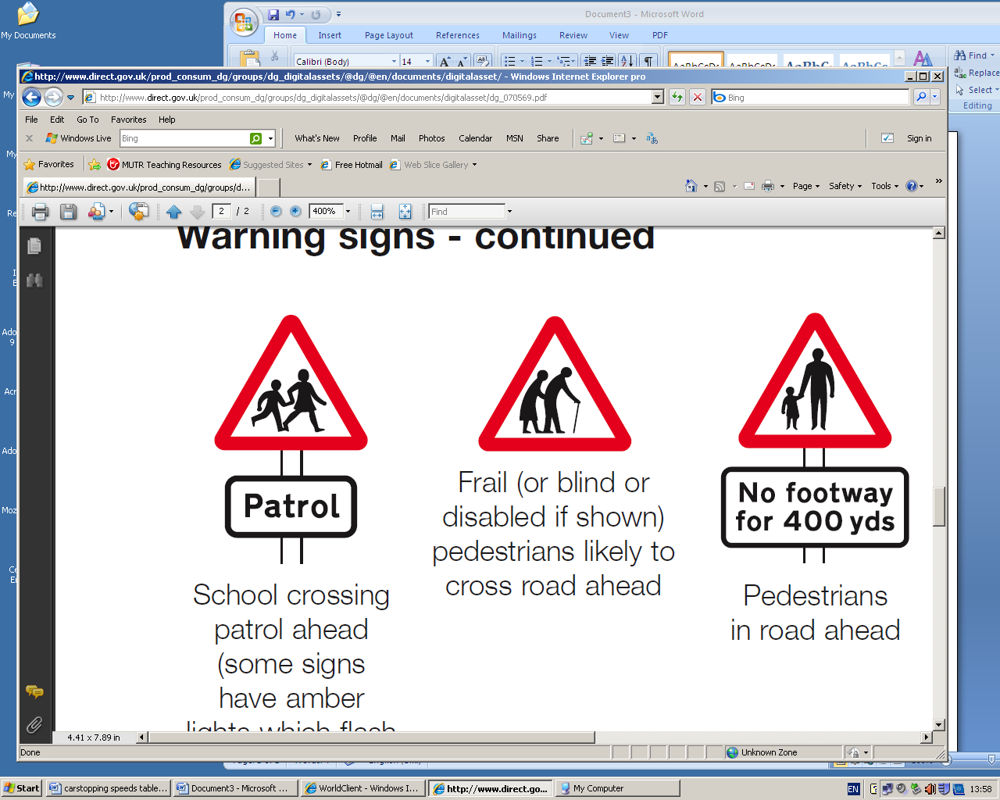 My Documents
Document3 - Microsoft Word
Home Insert Page Layout References Mailings Review View PDF
Calibri (Body) 14
Find
Replace
Select
Editing
http://www.direct.gov.uk/prod_consum_dg/groups/dg_digitalassets/@dg/@en/documents/digitalasset/ - Windows Internet Explorer pro
http://www.direct.gov.uk/prod_consum_dg/groups/dg_digitalassets/@dg/@en/documents/digitalasset/dg_070569.pdf
Bing
File Edit Go To Favorites Help
Windows Live Bing What's New Profile Mail Photos Calendar MSN Share Sign in
Favorites MUTR Teaching Resources Suggested Sites Free Hotmail Web Slice Gallery
http://www.direct.gov.uk/prod_consum_dg/groups/d... Page Safety Tools
2 / 2 400% Find
Warning signs - continued
Patrol
School crossing
patrol ahead
(some signs
have amber
lights which flash
Frail (or blind or
disabled if shown)
pedestrians likely to
cross road ahead
No footway
for 400 yds
Pedestrians
in road ahead
4.41 x 7.89 in
Done Unknown Zone
Start carstopping speeds table... Document3 - Microsoft ... WorldClient - Windows I... http://www.direct.go... My Computer EN 13:58